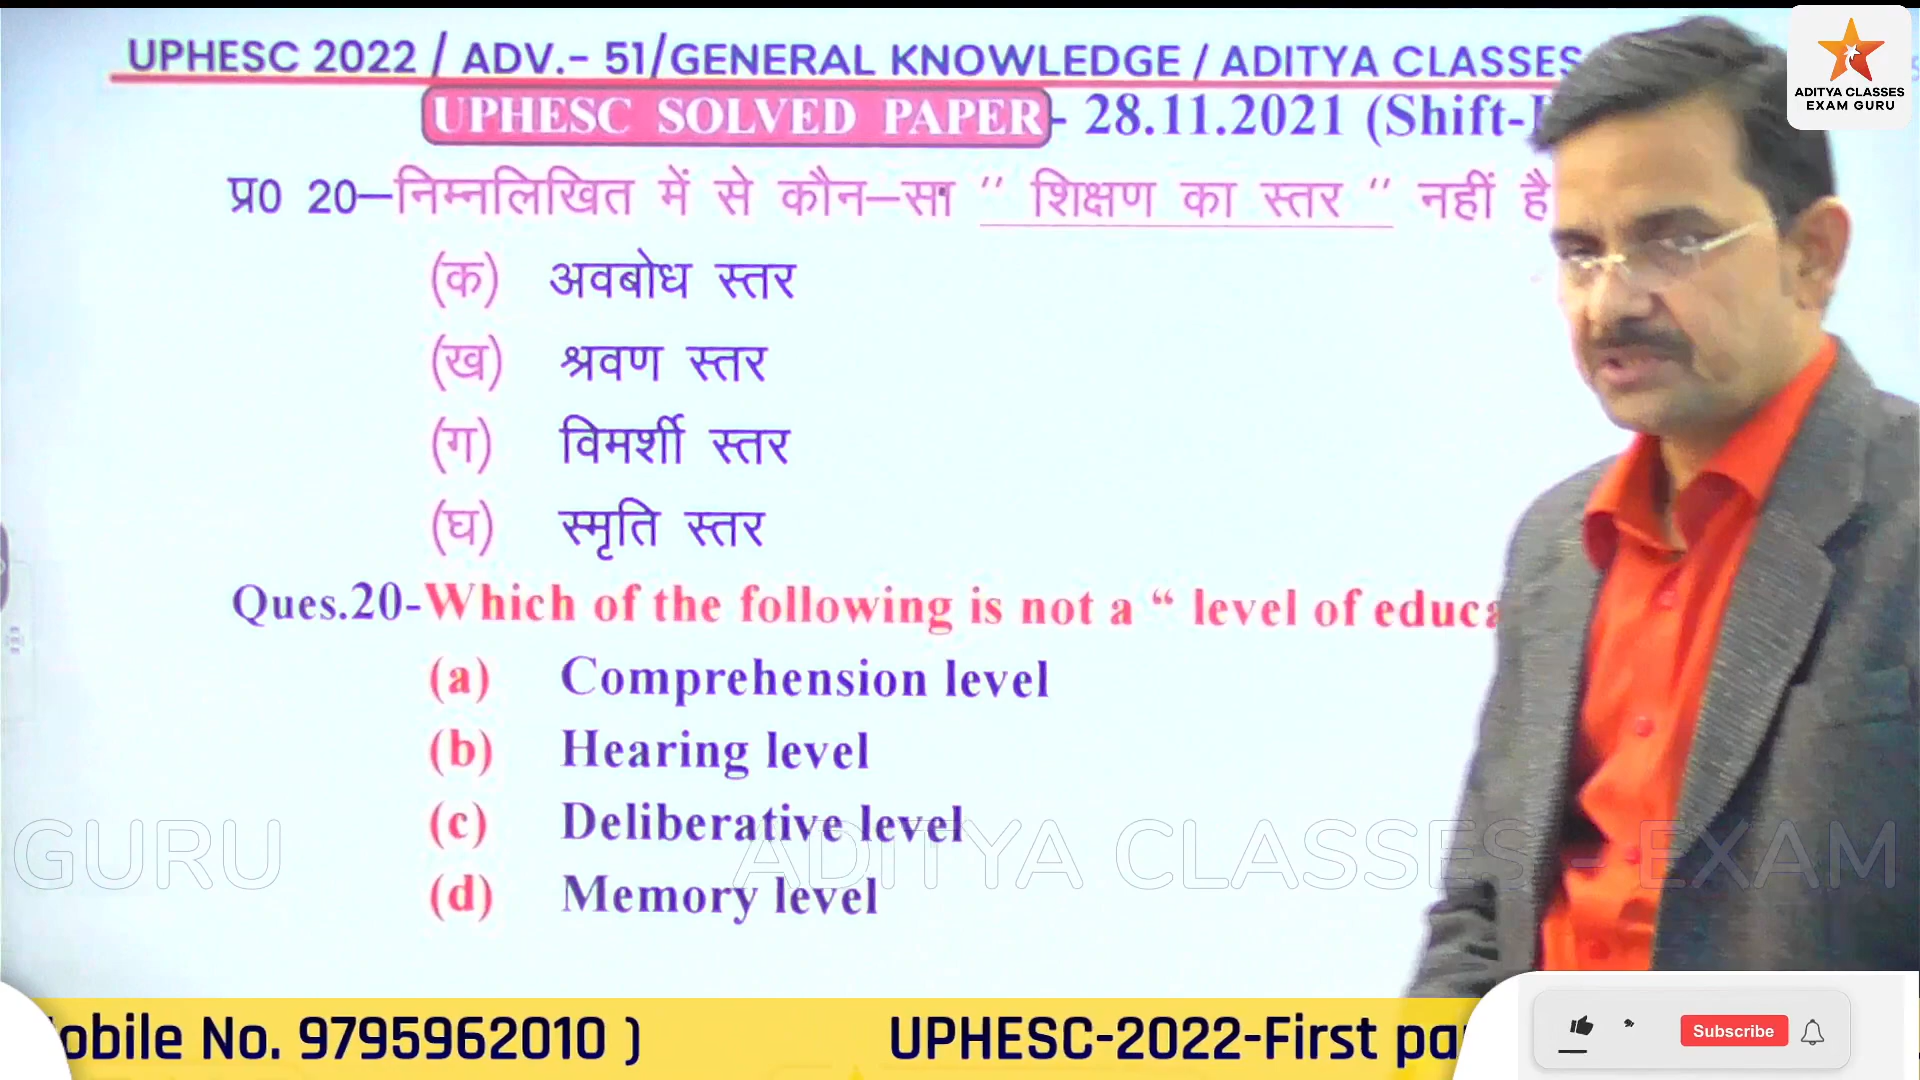 UPHESC 2022 / ADV.- 51/GENERAL KNOWLEDGE / ADITYA CLASSES
ADITYA CLASSES
EXAM GURU
UPHESC SOLVED PAPER - 28.11.2021 (Shift-
प्र0 20–निम्नलिखित में से कौन–सा '' शिक्षण का स्तर '' नहीं है
(क) अवबोध स्तर
(ख) श्रवण स्तर
(ग) विमर्शी स्तर
(घ) स्मृति स्तर
Ques.20-Which of the following is not a “ level of educa
(a) Comprehension level
(b) Hearing level
(c) Deliberative level
(d) Memory level
GURU ADITYA CLASSES - EXAM
obile No. 9795962010 ) UPHESC-2022-First pa
Subscribe